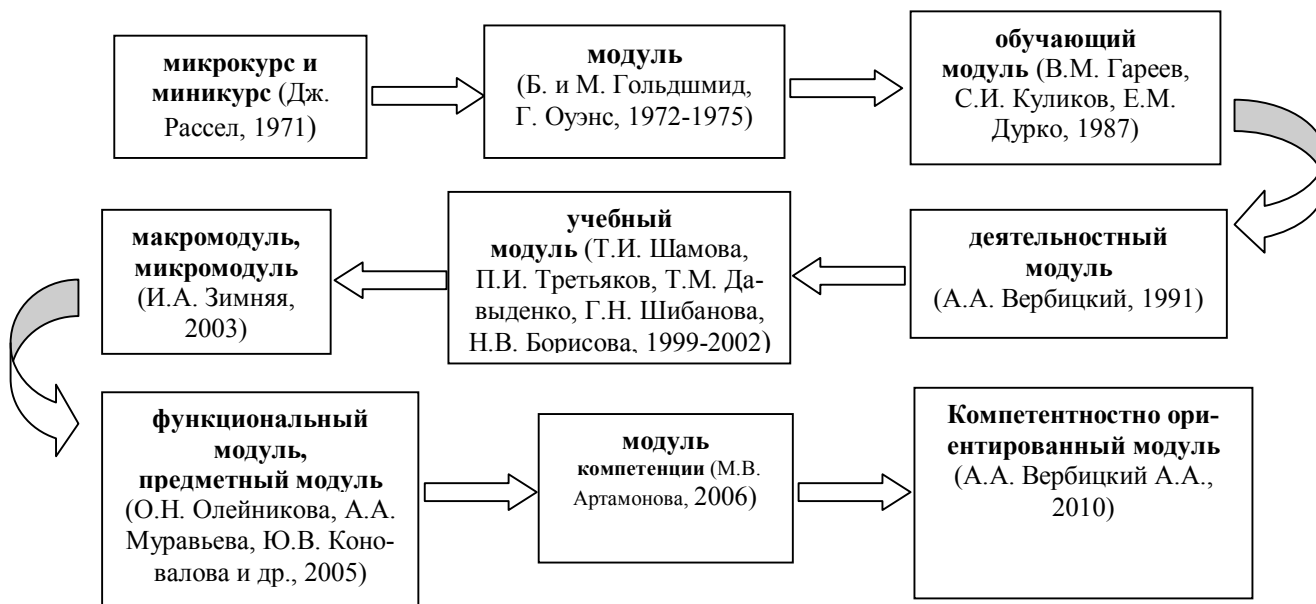 микрокурс и
миникурс (Дж.
Рассел, 1971)
модуль
(Б. и М. Гольдшмид,
Г. Оуэнс, 1972-1975)
обучающий
модуль (В.М. Гареев,
С.И. Куликов, Е.М.
Дурко, 1987)
деятельностный
модуль
(А.А. Вербицкий, 1991)
учебный
модуль (Т.И. Шамова,
П.И. Третьяков, Т.М. Да-
выденко, Г.Н. Шибанова,
Н.В. Борисова, 1999-2002)
макромодуль,
микромодуль
(И.А. Зимняя,
2003)
функциональный
модуль,
предметный модуль
(О.Н. Олейникова, А.А.
Муравьева, Ю.В. Коно-
валова и др., 2005)
модуль
компетенции (М.В.
Артамонова, 2006)
Компетентностно ори-
ентированный модуль
(А.А. Вербицкий А.А.,
2010)